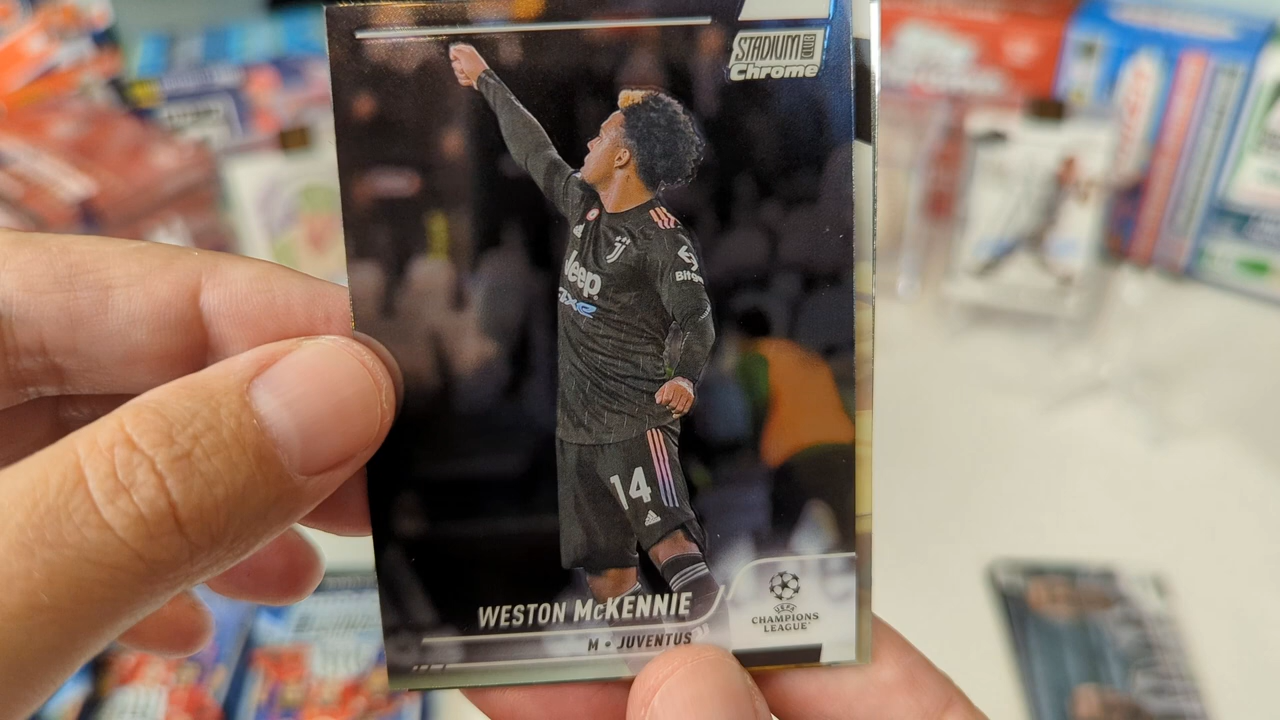 STADIUM CLUB
Chrome
Jeep
14
WESTON McKENNIE
M • JUVENTUS
UEFA
CHAMPIONS
LEAGUE